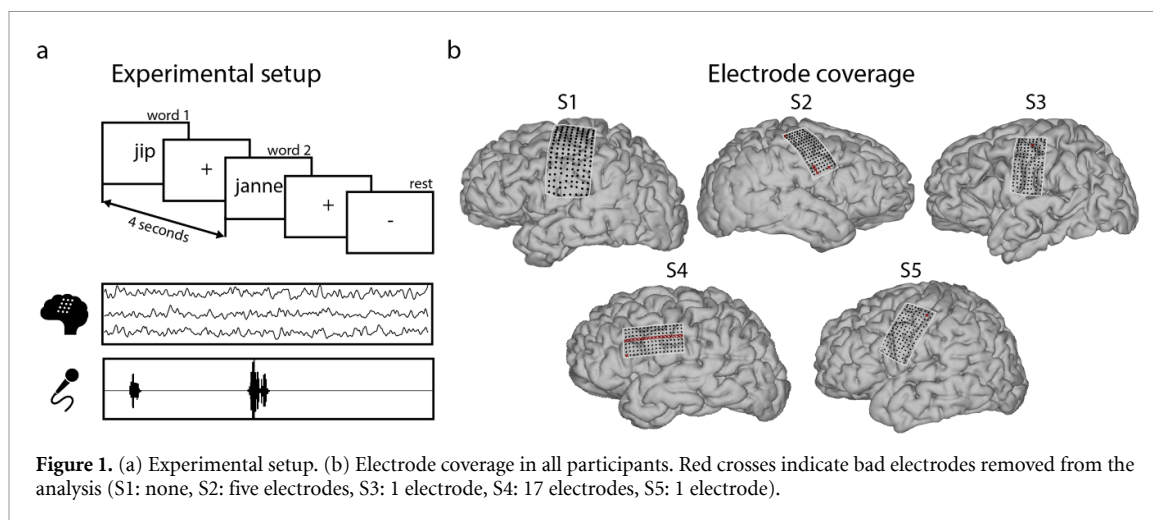 a
Experimental setup
word 1
jip
+
word 2
janne
+
rest
-
4 seconds
b
Electrode coverage
S1
S2
S3
S4
S5
Figure 1. (a) Experimental setup. (b) Electrode coverage in all participants. Red crosses indicate bad electrodes removed from the
analysis (S1: none, S2: five electrodes, S3: 1 electrode, S4: 17 electrodes, S5: 1 electrode).